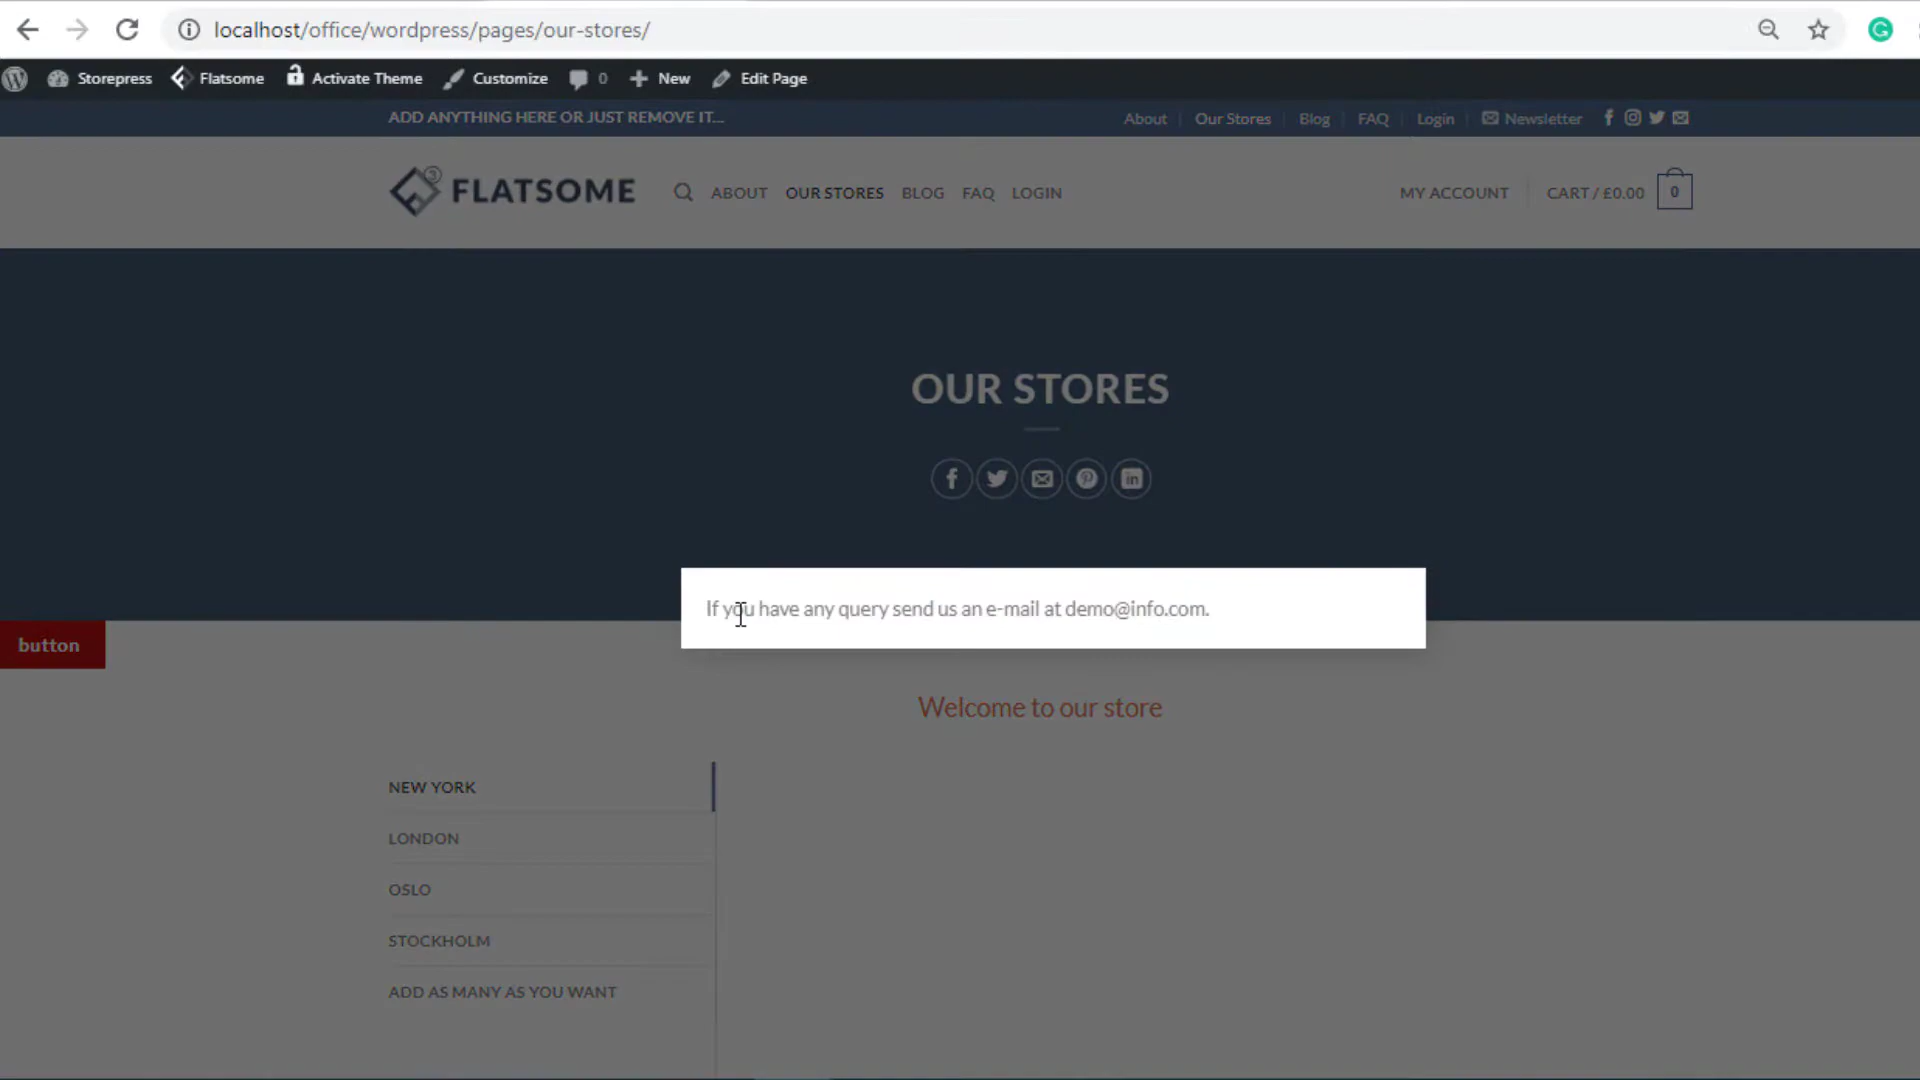 localhost/office/wordpress/pages/our-stores/
Storepress Flatsome Activate Theme Customize 0 New Edit Page
ADD ANYTHING HERE OR JUST REMOVE IT... About Our Stores Blog FAQ Login Newsletter
3 FLATSOME ABOUT OUR STORES BLOG FAQ LOGIN MY ACCOUNT CART / £0.00 0
OUR STORES
If you have any query send us an e-mail at demo@info.com.
button
Welcome to our store
NEW YORK
LONDON
OSLO
STOCKHOLM
ADD AS MANY AS YOU WANT